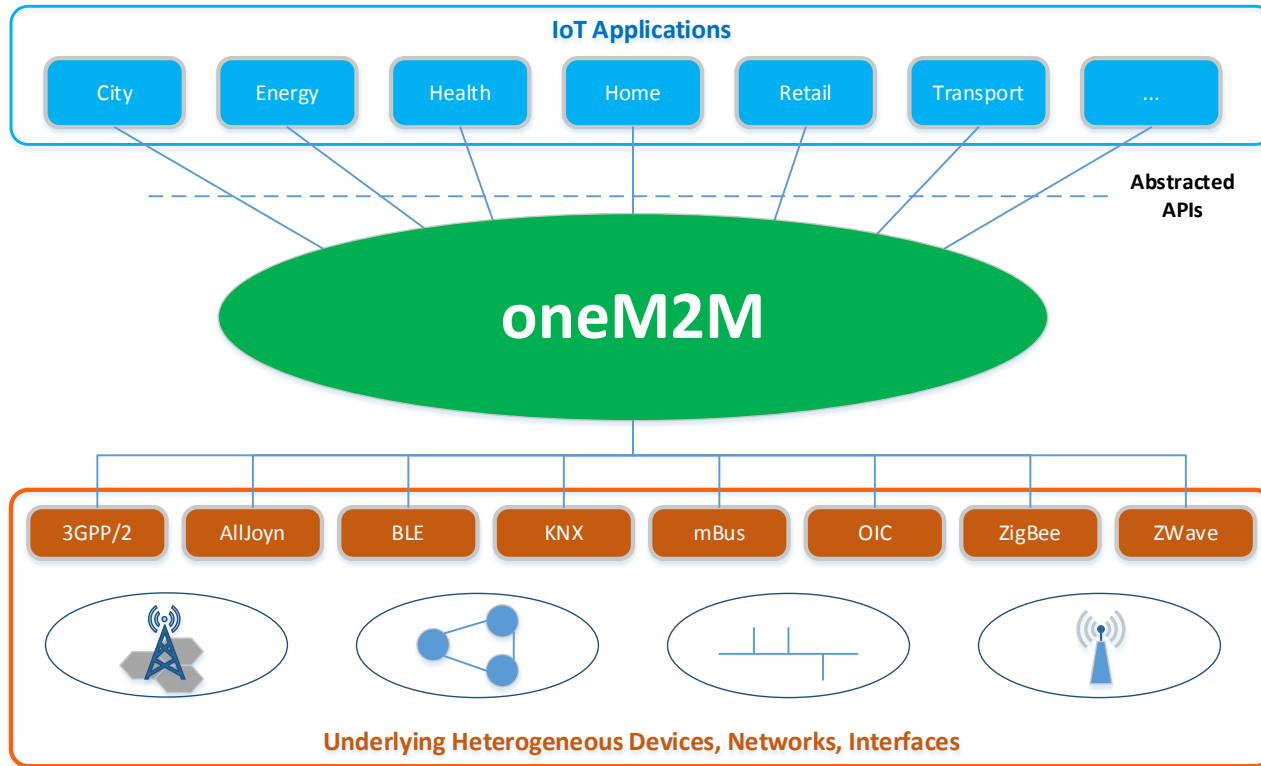 IoT Applications
City
Energy
Health
Home
Retail
Transport
...
Abstracted
APIs
oneM2M
3GPP/2
AllJoyn
BLE
KNX
mBus
OIC
ZigBee
ZWave
Underlying Heterogeneous Devices, Networks, Interfaces